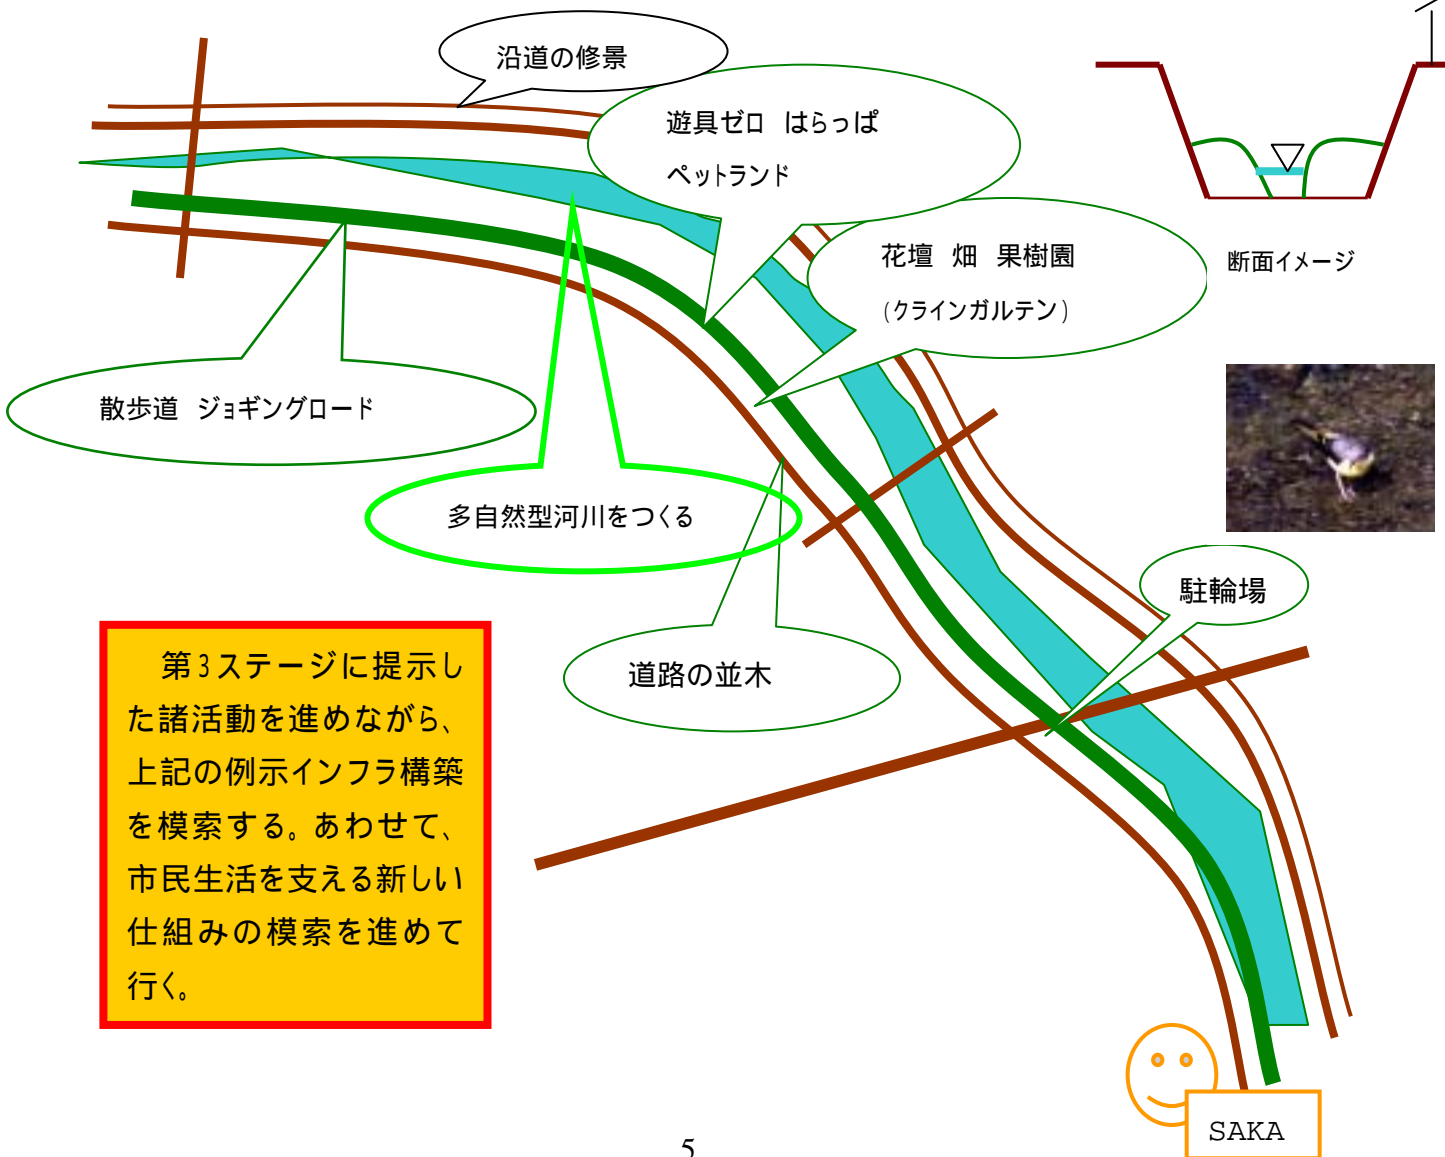 沿道の修景
遊具ゼロ はらっぱ
ペットランド
花壇 畑 果樹園
(クラインガルテン)
断面イメージ
散歩道 ジョギングロード
多自然型河川をつくる
駐輪場
道路の並木
第3ステージに提示し
た諸活動を進めながら、
上記の例示インフラ構築
を模索する。あわせて、
市民生活を支える新しい
仕組みの模索を進めて
行く。
SAKA
5